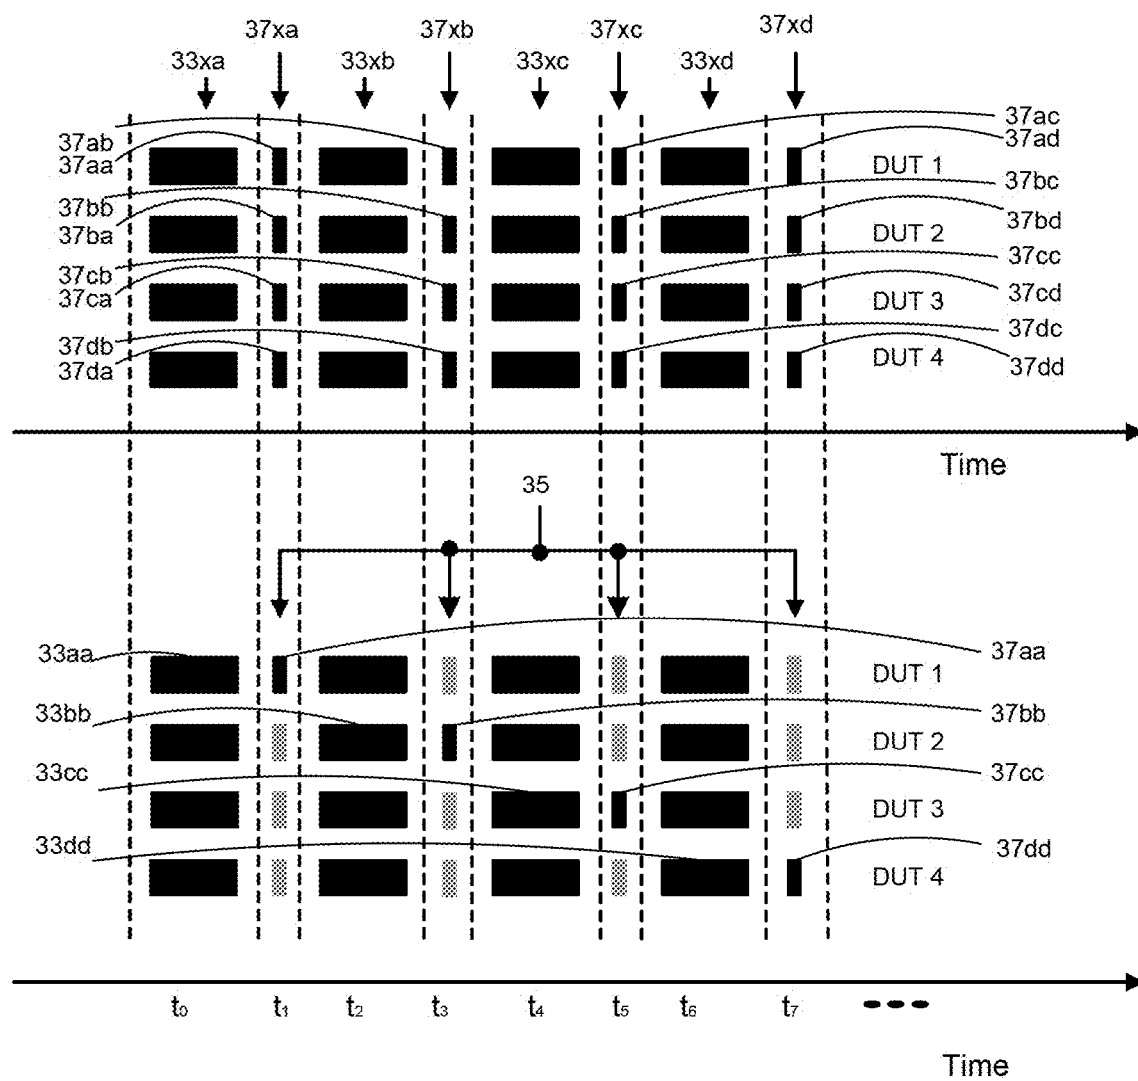 37xa 37xb 37xc 37xd
33xa 33xb 33xc 33xd
37ab 37ac
37aa DUT 1 37ad
37bb 37bc
37ba DUT 2 37bd
37cb 37cc
37ca DUT 3 37cd
37db 37dc
37da DUT 4 37dd
Time
35
33aa DUT 1 37aa
33bb DUT 2 37bb
33cc DUT 3 37cc
33dd DUT 4 37dd
t0 t1 t2 t3 t4 t5 t6 t7
Time